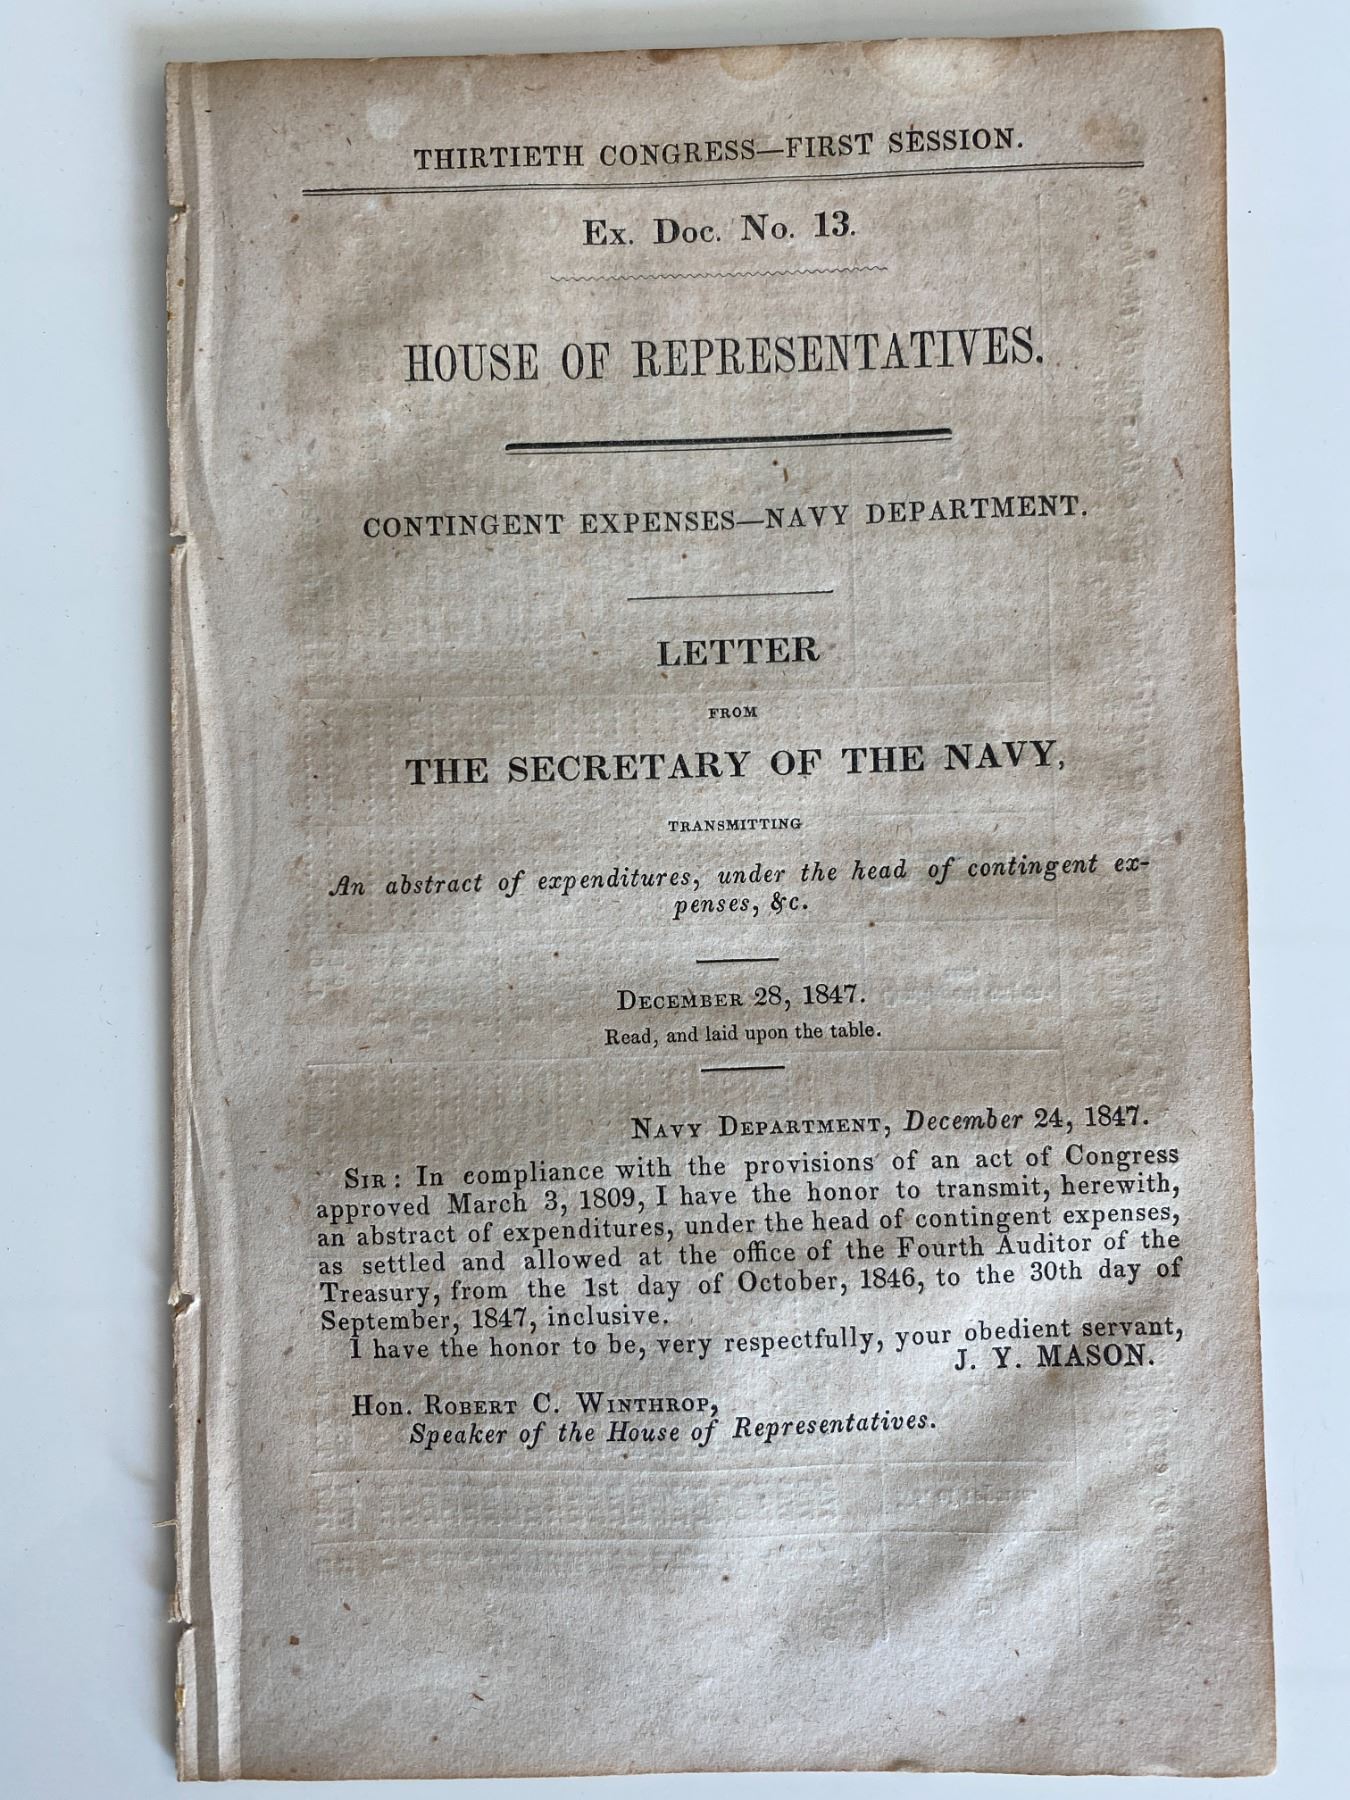 THIRTIETH CONGRESS—FIRST SESSION.
Ex. Doc. No. 13.
HOUSE OF REPRESENTATIVES.
CONTINGENT EXPENSES—NAVY DEPARTMENT.
LETTER
FROM
THE SECRETARY OF THE NAVY,
TRANSMITTING
An abstract of expenditures, under the head of contingent ex-
penses, &c.
DECEMBER 28, 1847.
Read, and laid upon the table.
NAVY DEPARTMENT, December 24, 1847.
SIR: In compliance with the provisions of an act of Congress
approved March 3, 1809, I have the honor to transmit, herewith,
an abstract of expenditures, under the head of contingent expenses,
as settled and allowed at the office of the Fourth Auditor of the
Treasury, from the 1st day of October, 1846, to the 30th day of
September, 1847, inclusive.
I have the honor to be, very respectfully, your obedient servant,
J. Y. MASON.
Hon. ROBERT C. WINTHROP,
Speaker of the House of Representatives.